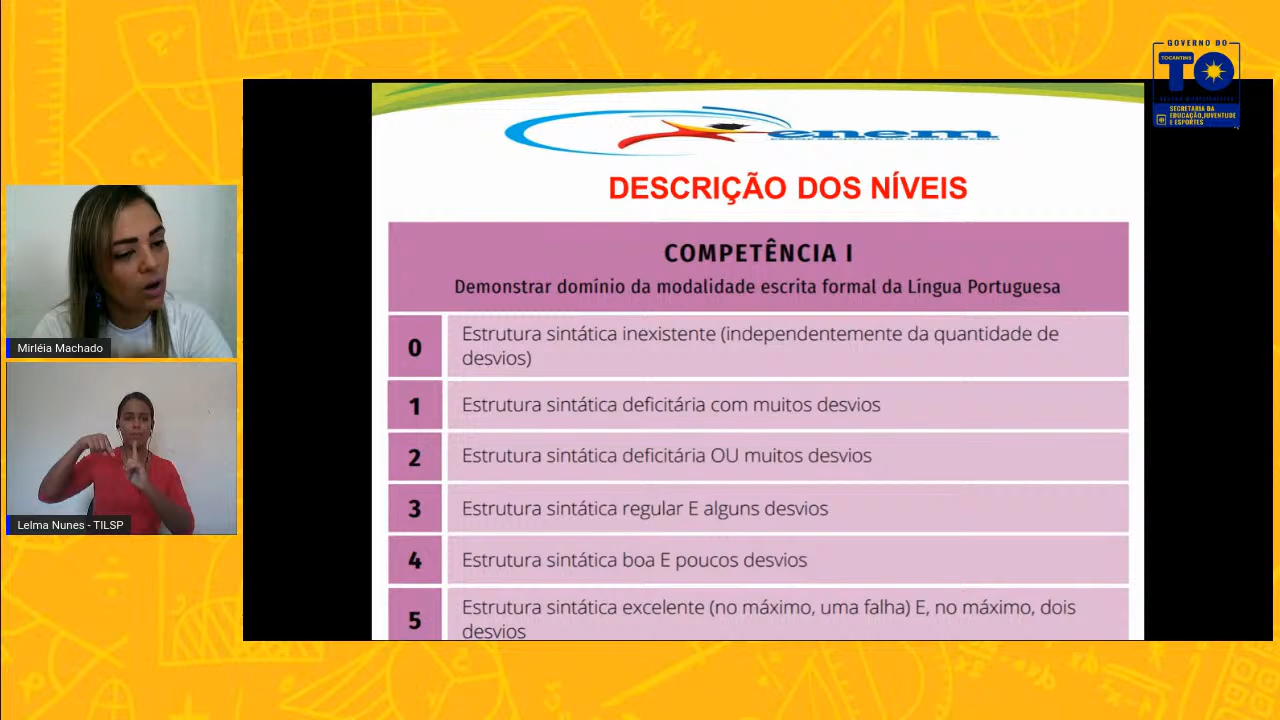 GOVERNO DO
TOCANTINS
TO
SECRETARIA DA
EDUCAÇÃO, JUVENTUDE
E ESPORTES
enem
DESCRIÇÃO DOS NÍVEIS
COMPETÊNCIA I
Demonstrar domínio da modalidade escrita formal da Língua Portuguesa
0
Estrutura sintática inexistente (independentemente da quantidade de
desvios)
1
Estrutura sintática deficitária com muitos desvios
2
Estrutura sintática deficitária OU muitos desvios
3
Estrutura sintática regular E alguns desvios
4
Estrutura sintática boa E poucos desvios
5
Estrutura sintática excelente (no máximo, uma falha) E, no máximo, dois
desvios
Mirléia Machado
Lelma Nunes - TILSP